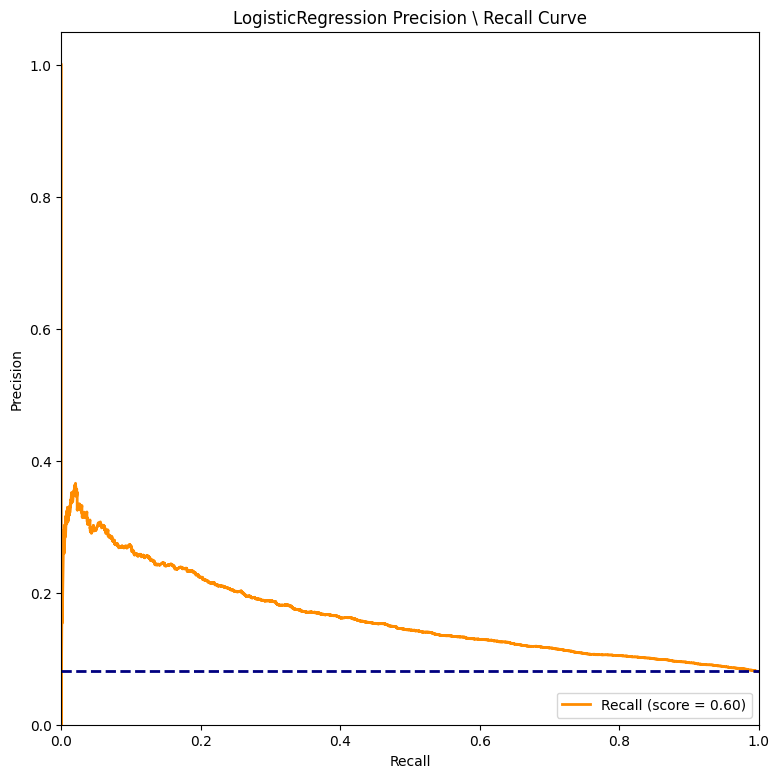 LogisticRegression Precision \ Recall Curve
1.0
0.8
0.6
0.4
0.2
0.0
Precision
0.0 0.2 0.4 0.6 0.8 1.0
Recall
Recall (score = 0.60)